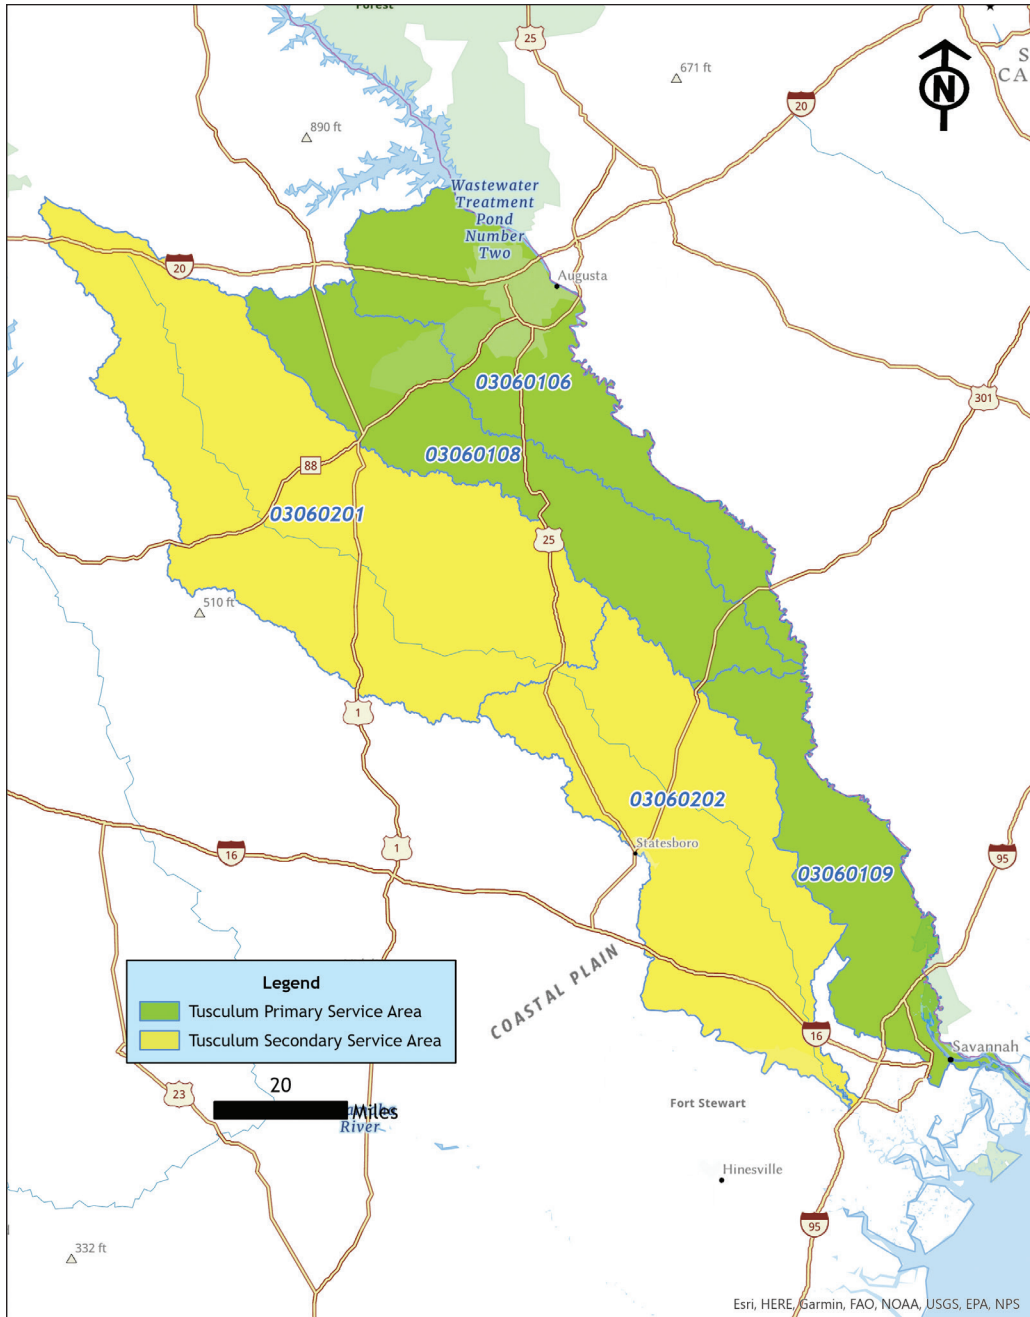 Forest
25
671 ft
S
CA
20
890 ft
Wastewater
Treatment
Pond
Number
Two
20
Augusta
03060106
301
03060108
88
03060201
25
510 ft
1
03060202
Statesboro
1
16
95
03060109
COASTAL PLAIN
Legend
Tusculum Primary Service Area
Tusculum Secondary Service Area
16
Savannah
20
Miles
River
23
Fort Stewart
Hinesville
95
332 ft
Esri, HERE, Garmin, FAO, NOAA, USGS, EPA, NPS